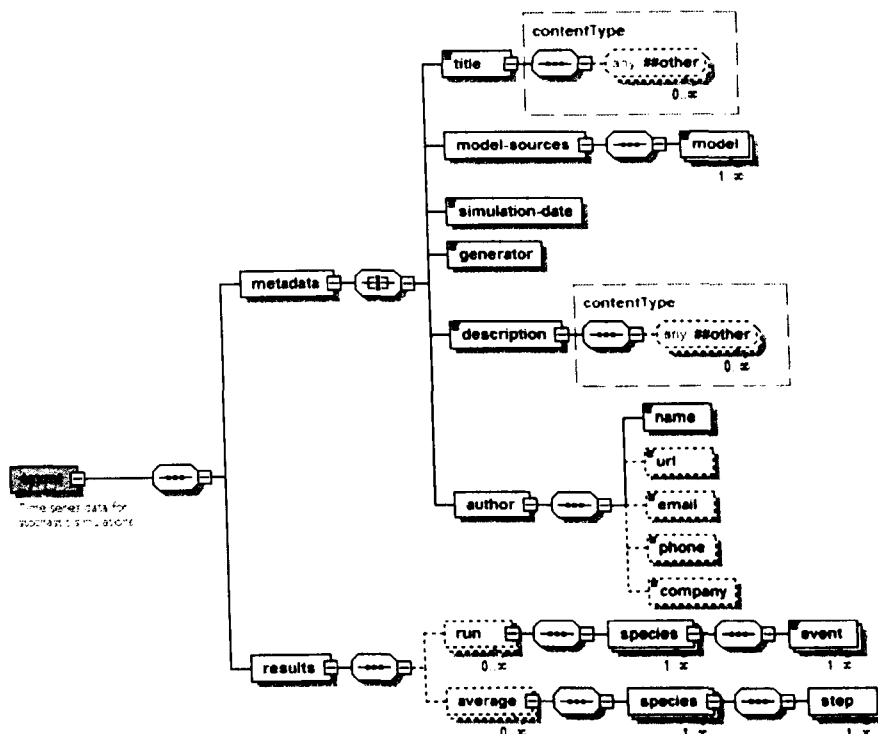 contentType
title
any ##other
0..∞
model-sources
model
1..∞
simulation-date
generator
metadata
contentType
description
any ##other
0..∞
name
url
email
author
phone
company
Time series data for
stochastic simulations
run
species
event
0..∞
1..∞
1..∞
results
average
species
step
0..∞
1..∞
1..∞